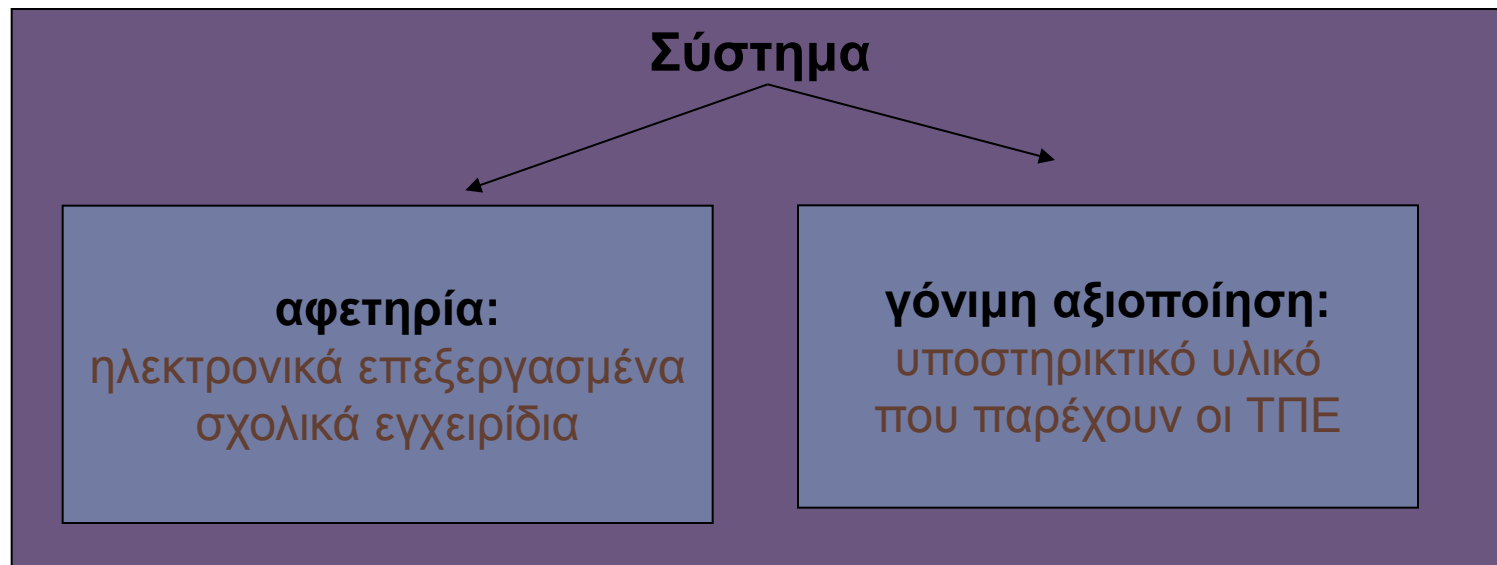 Σύστημα
αφετηρία:
ηλεκτρονικά επεξεργασμένα
σχολικά εγχειρίδια
γόνιμη αξιοποίηση:
υποστηρικτικό υλικό
που παρέχουν οι ΤΠΕ